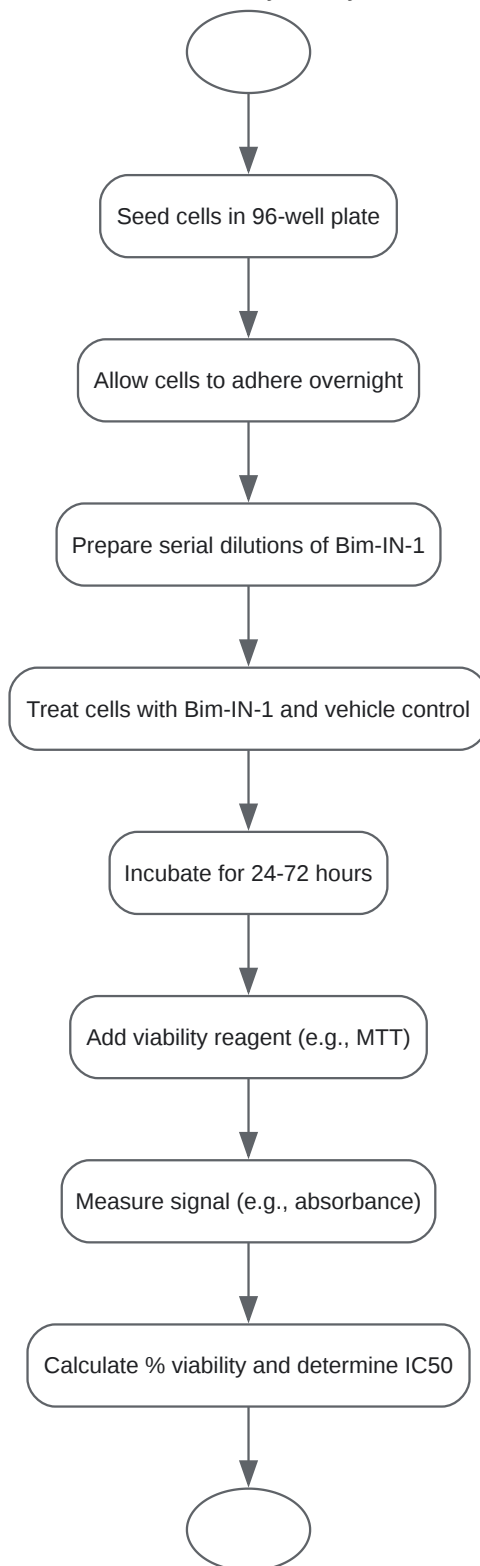 Seed cells in 96-well plate
Allow cells to adhere overnight
Prepare serial dilutions of Bim-IN-1
Treat cells with Bim-IN-1 and vehicle control
Incubate for 24-72 hours
Add viability reagent (e.g., MTT)
Measure signal (e.g., absorbance)
Calculate % viability and determine IC50